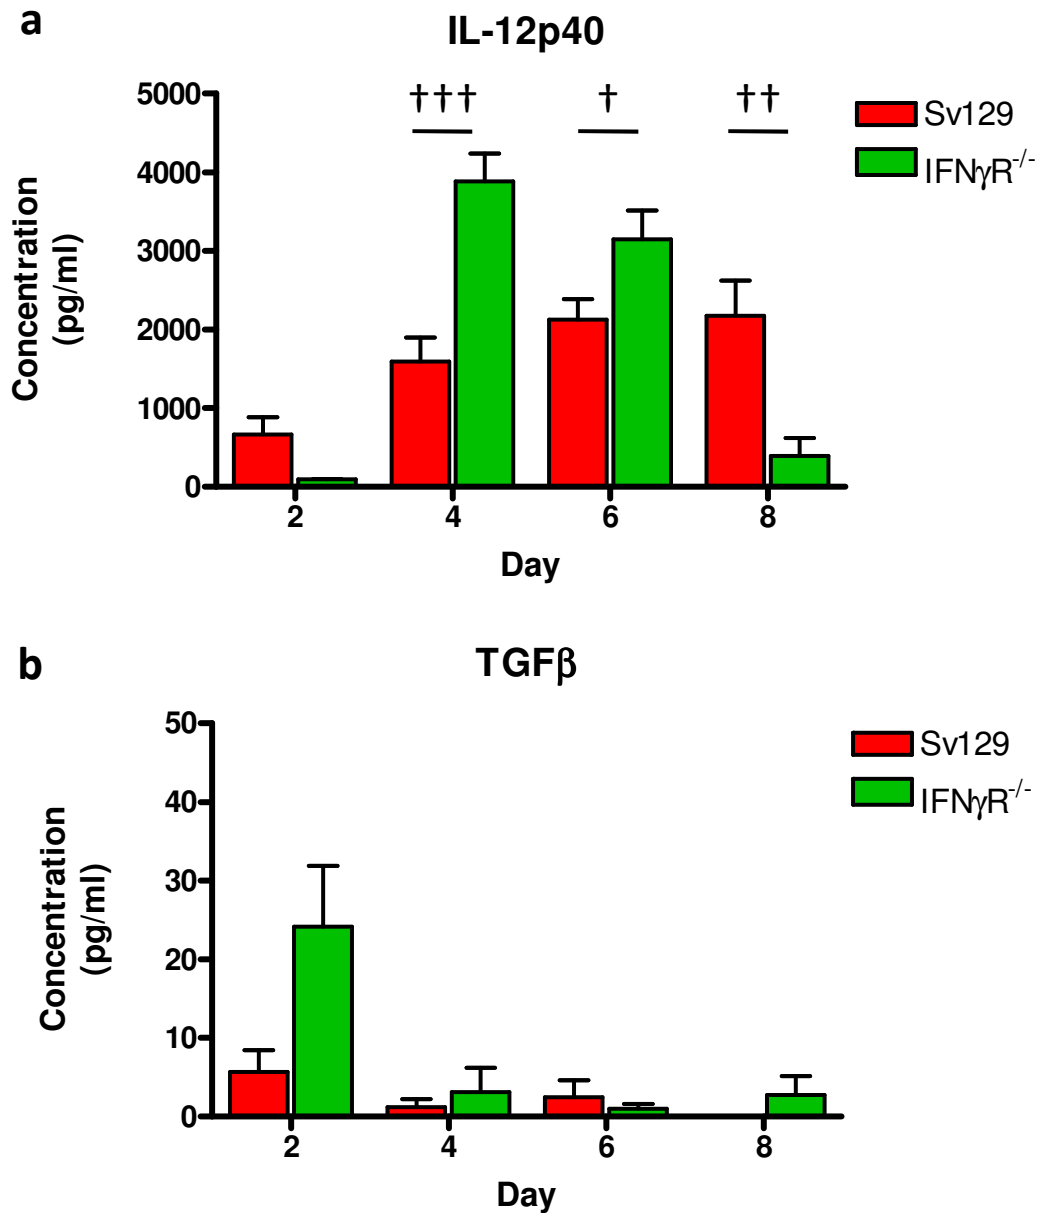 a
IL-12p40
††† † ††
5000
4000
3000
2000
1000
0
Concentration
(pg/ml)
2 4 6 8
Day
Sv129
IFNγR⁻/⁻
b
TGFβ
50
40
30
20
10
0
Concentration
(pg/ml)
2 4 6 8
Day
Sv129
IFNγR⁻/⁻